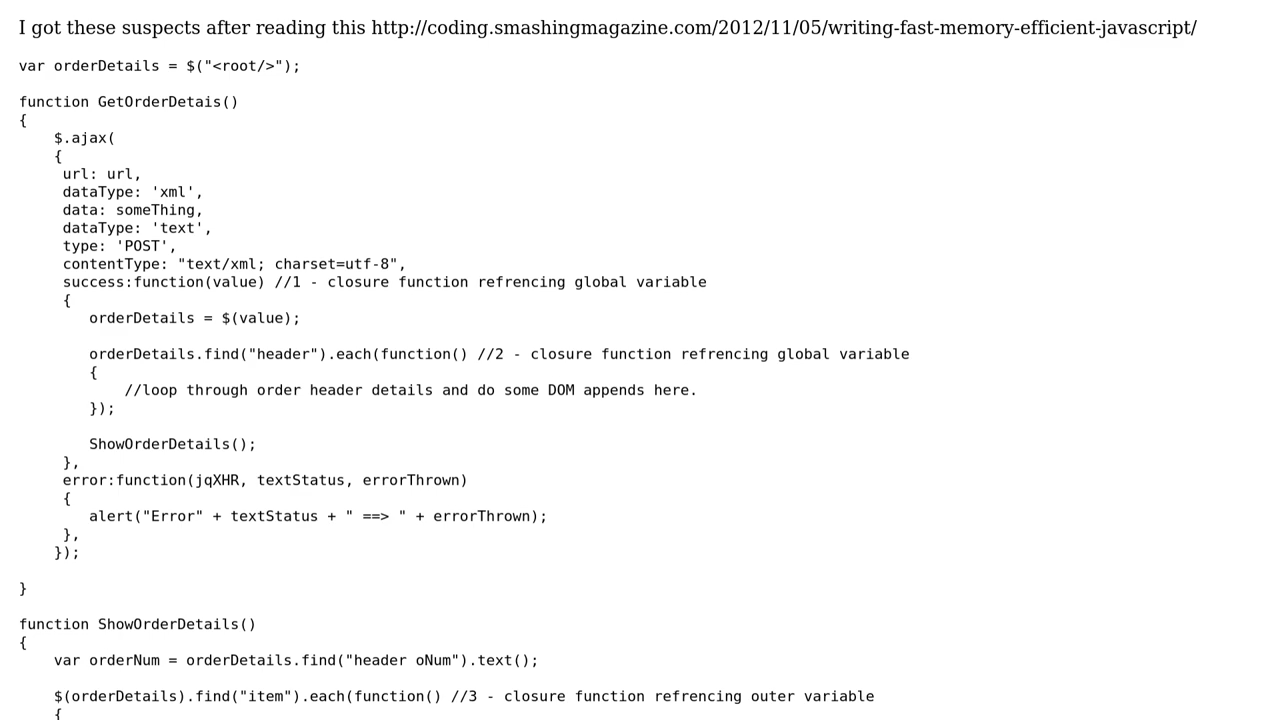 I got these suspects after reading this http://coding.smashingmagazine.com/2012/11/05/writing-fast-memory-efficient-javascript/
var orderDetails = $("<root/>");
function GetOrderDetais()
{
    $.ajax(
    {
     url: url,
     dataType: 'xml',
     data: someThing,
     dataType: 'text',
     type: 'POST',
     contentType: "text/xml; charset=utf-8",
     success:function(value) //1 - closure function refrencing global variable
     {
        orderDetails = $(value);
        orderDetails.find("header").each(function() //2 - closure function refrencing global variable
        {
            //loop through order header details and do some DOM appends here.
        });
        ShowOrderDetails();
     },
     error:function(jqXHR, textStatus, errorThrown)
     {
        alert("Error" + textStatus + " ==> " + errorThrown);
     },
    });
}
function ShowOrderDetails()
{
    var orderNum = orderDetails.find("header oNum").text();
    $(orderDetails).find("item").each(function() //3 - closure function refrencing outer variable
    {